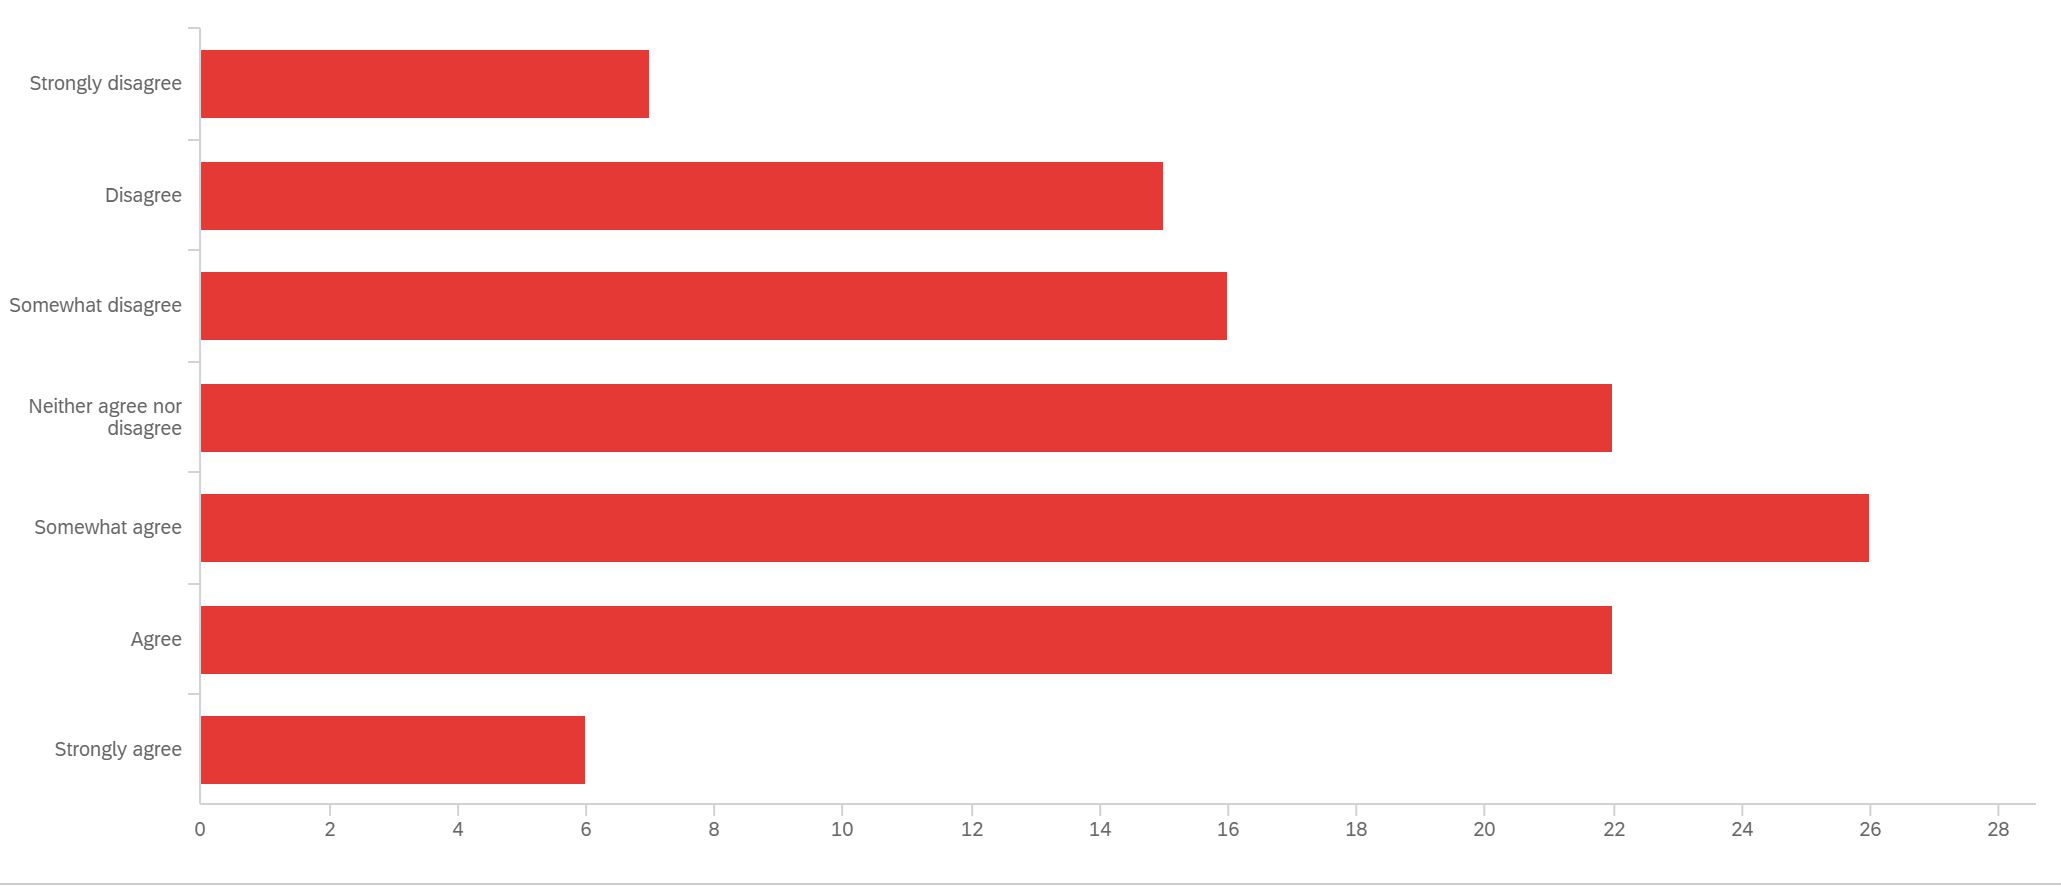 Strongly disagree
Disagree
Somewhat disagree
Neither agree nor
disagree
Somewhat agree
Agree
Strongly agree
0 2 4 6 8 10 12 14 16 18 20 22 24 26 28